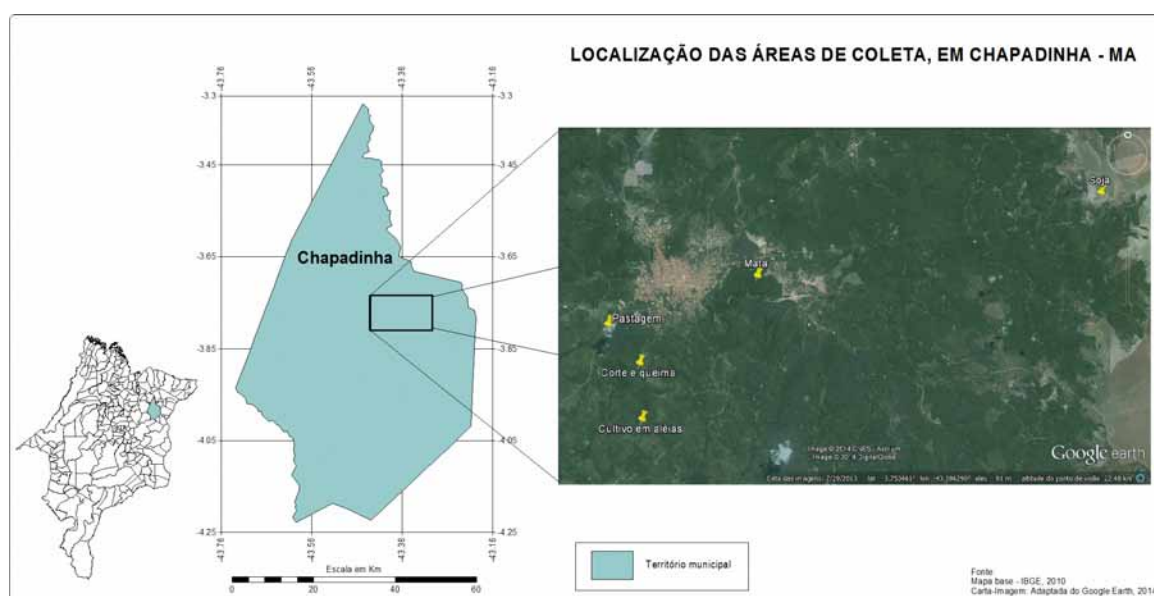 LOCALIZAÇÃO DAS ÁREAS DE COLETA, EM CHAPADINHA - MA
-43.76 -43.56 -43.36 -43.16
-3.3
-3.45
-3.65
-3.85
-4.05
-4.25
-3.3
-3.45
-3.65
-3.85
-4.05
-4.25
Chapadinha
-43.76 -43.56 -43.36 -43.16
Escala em Km
0 20 40 60
Soja
Mata
Pastagem
Corte e queima
Cultivo em aléias
Google earth
Território municipal
Fonte
Mapa base - IBGE, 2010
Carta-Imagem: Adaptada do Google Earth, 2014